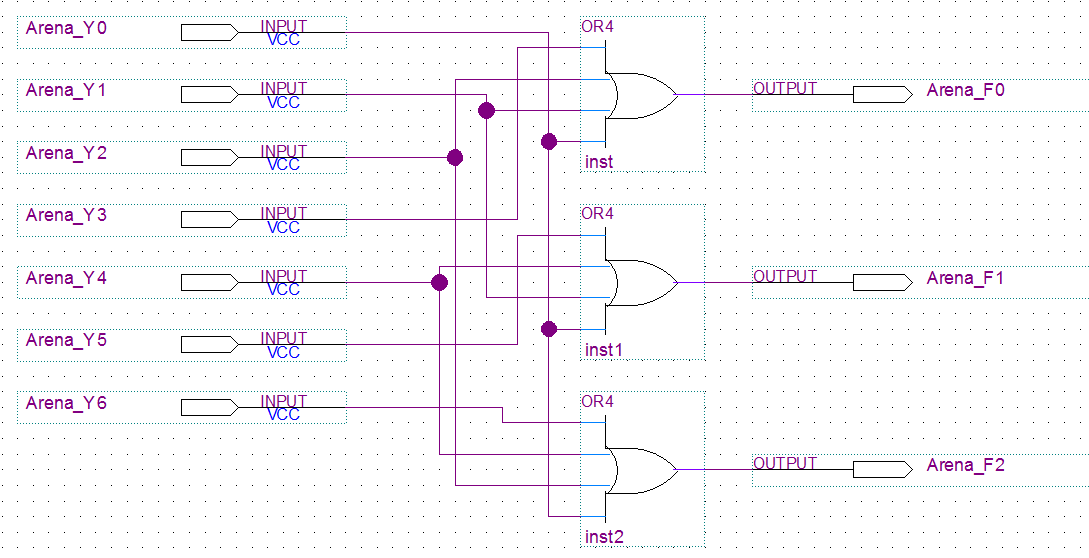 Arena_Y0
INPUT
VCC
OR4
Arena_Y1
INPUT
VCC
OUTPUT
Arena_F0
Arena_Y2
INPUT
VCC
inst
Arena_Y3
INPUT
VCC
OR4
Arena_Y4
INPUT
VCC
OUTPUT
Arena_F1
Arena_Y5
INPUT
VCC
inst1
Arena_Y6
INPUT
VCC
OR4
OUTPUT
Arena_F2
inst2